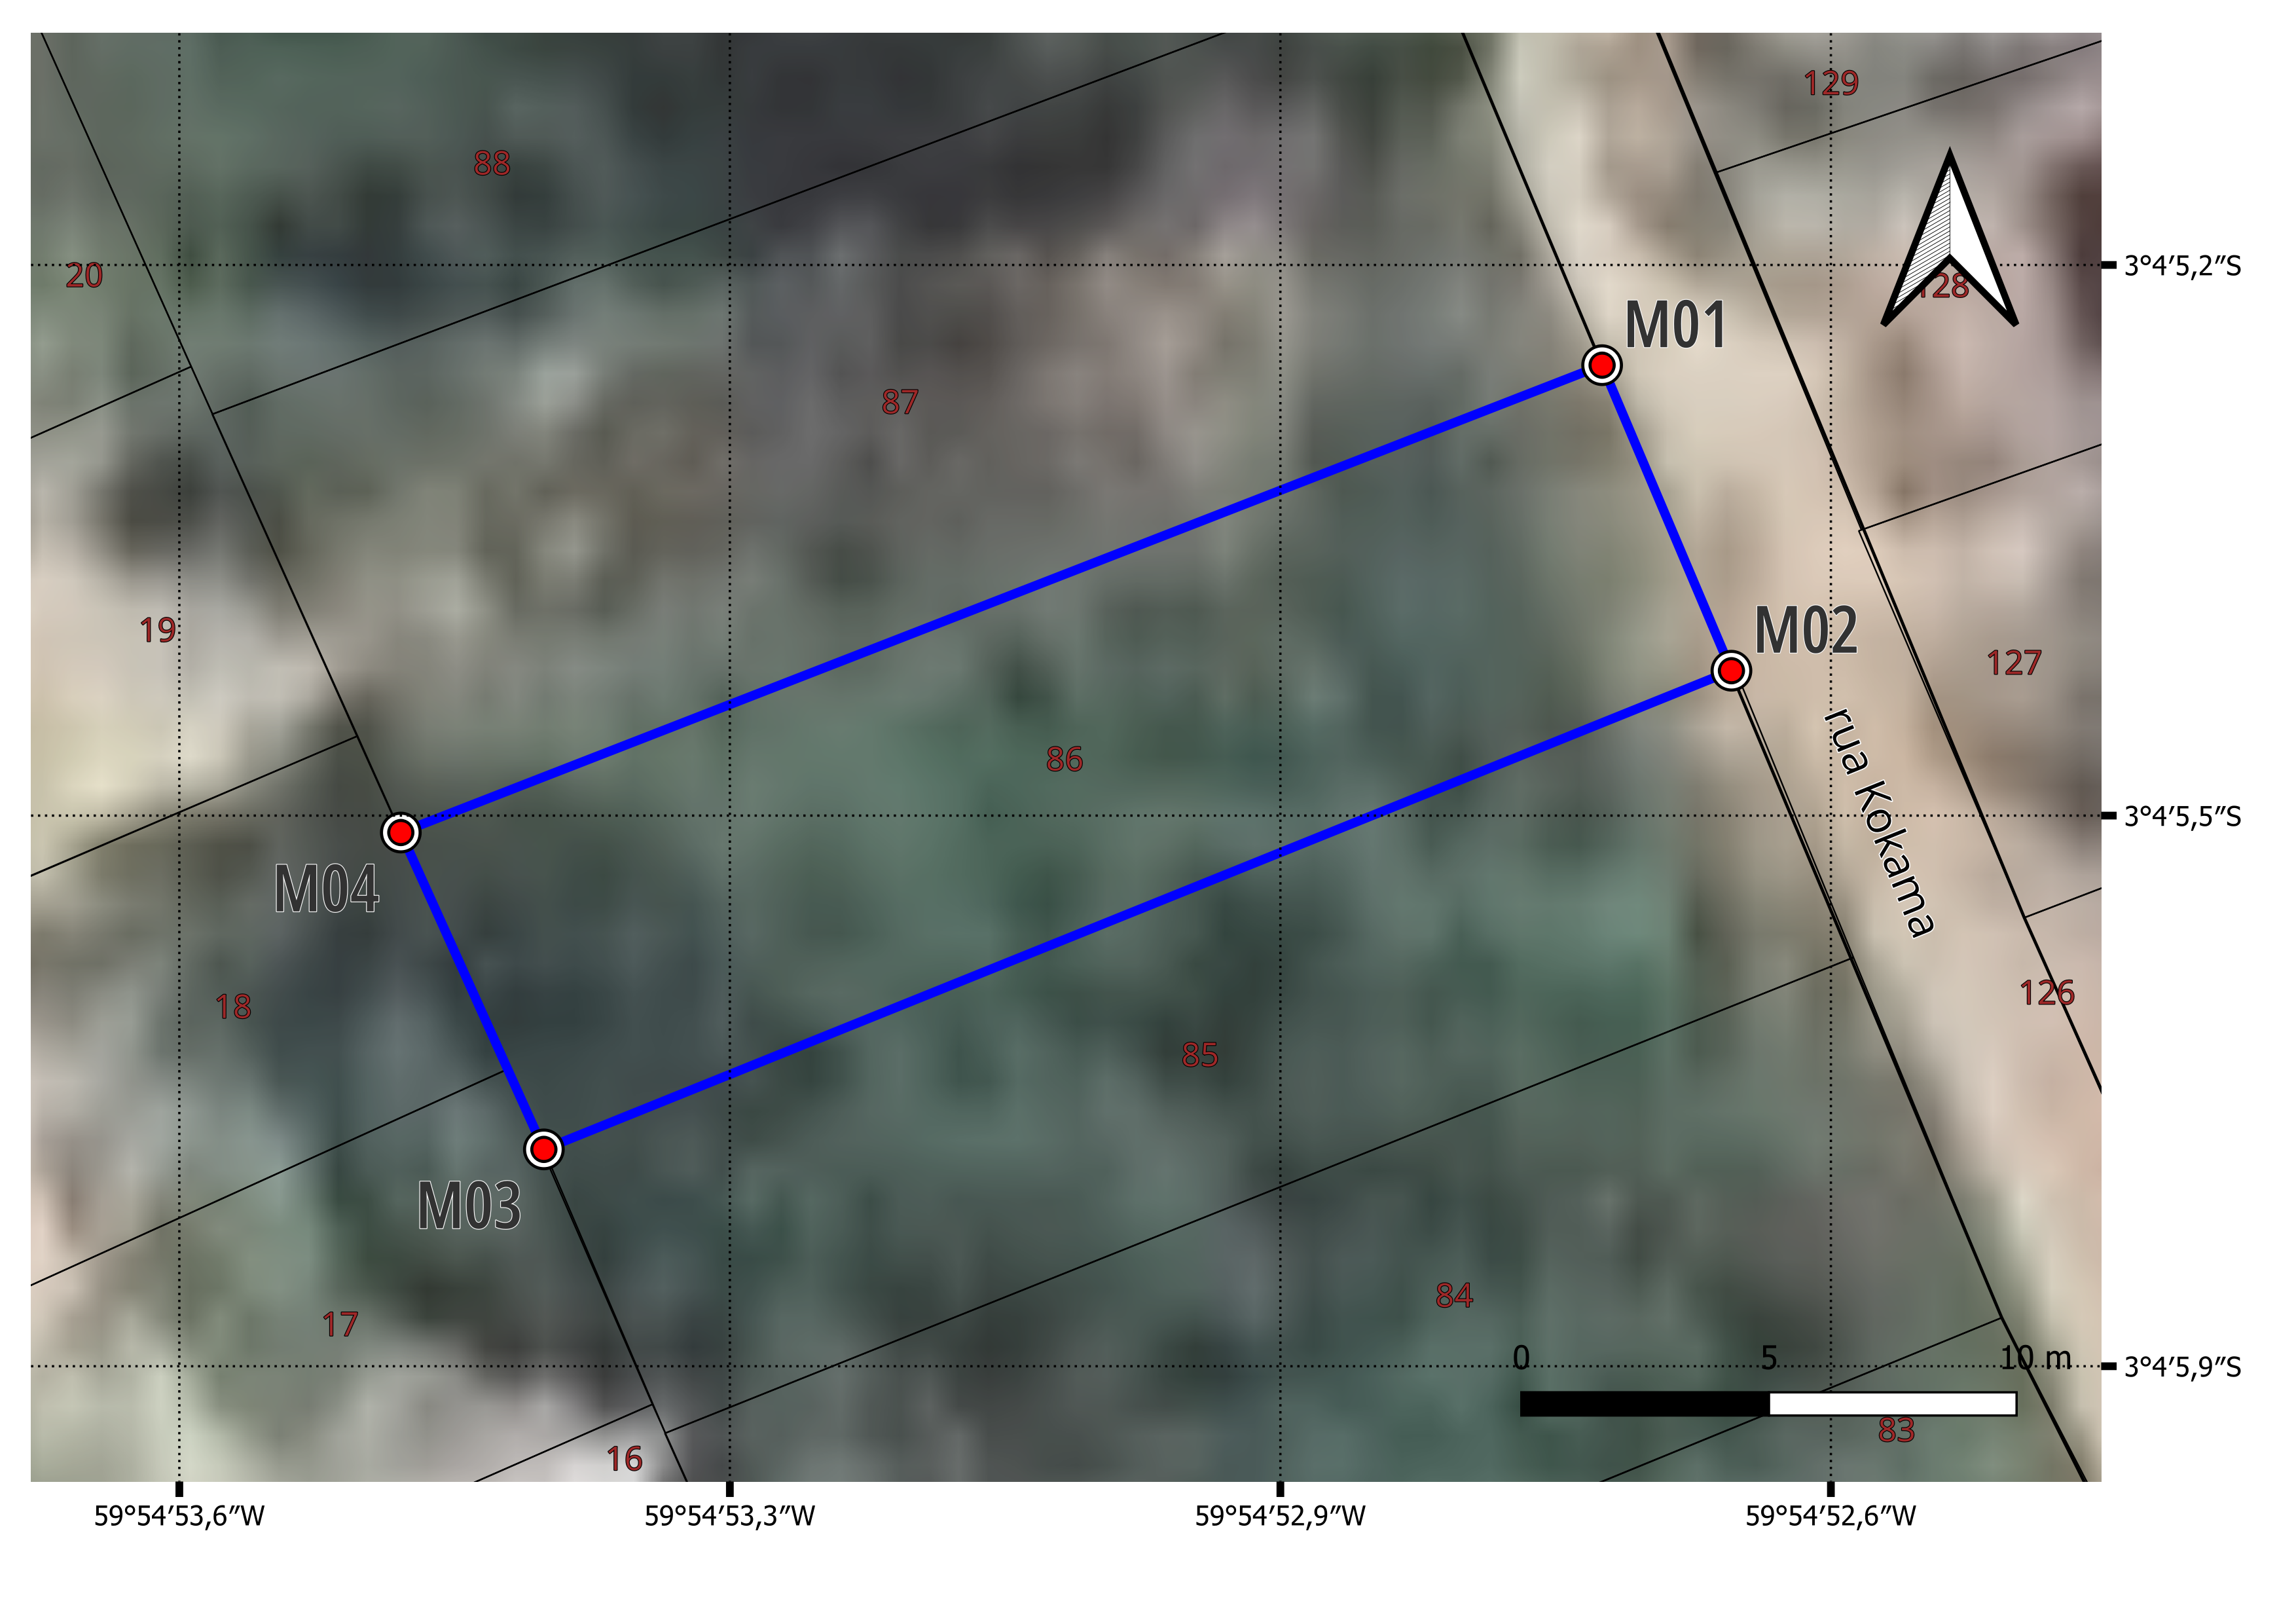 129
88
20
128
3°4′5,2″S
M01
87
M02
19
127
rua Kokama
86
3°4′5,5″S
M04
18
126
85
M03
17
84
0 5 10 m
3°4′5,9″S
83
16
59°54′53,6″W 59°54′53,3″W 59°54′52,9″W 59°54′52,6″W